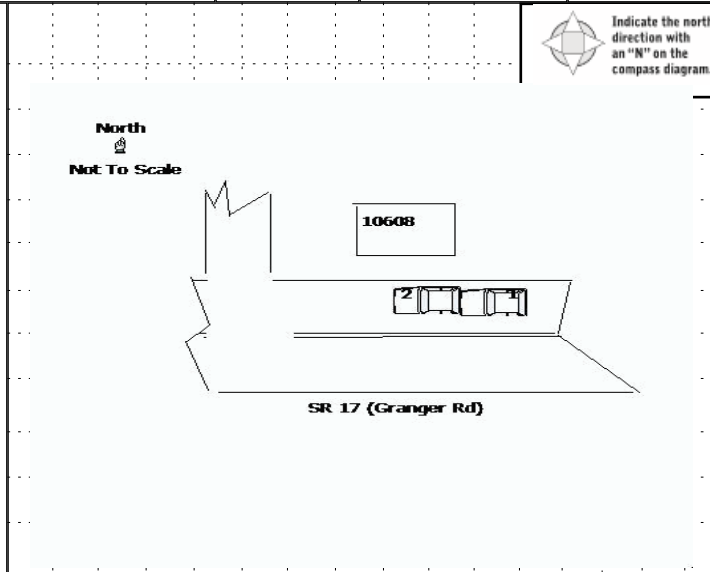 Indicate the north
direction with
an "N" on the
compass diagram.
North
Not To Scale
10608
2 1
SR 17 (Granger Rd)